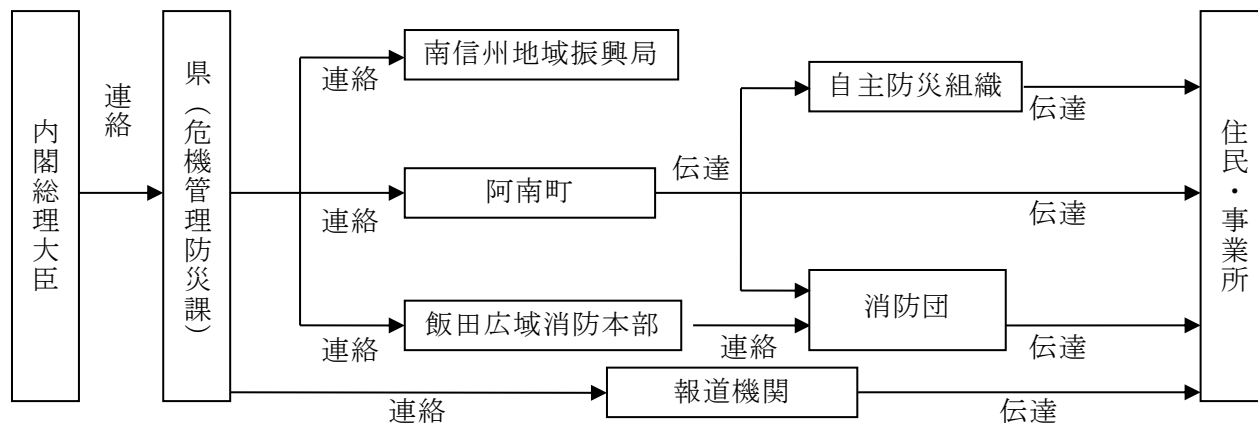 内閣総理大臣
連絡
県（危機管理防災課）
連絡
南信州地域振興局
連絡
阿南町
連絡
飯田広域消防本部
連絡
報道機関
伝達
自主防災組織
連絡
消防団
伝達
伝達
伝達
伝達
住民・事業所